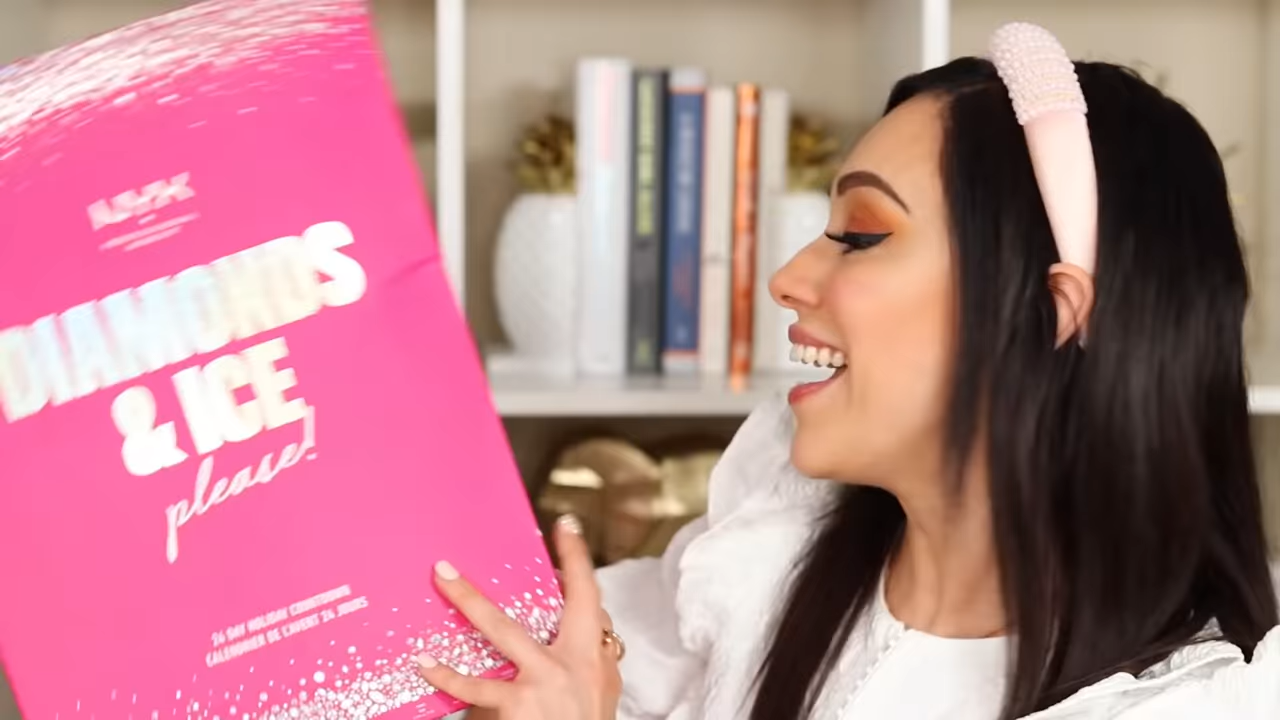 NYX
DIAMONDS
& ICE
please!
24 DAY HOLIDAY COUNTDOWN
CALENDRIER DE L'AVENT 24 JOURS